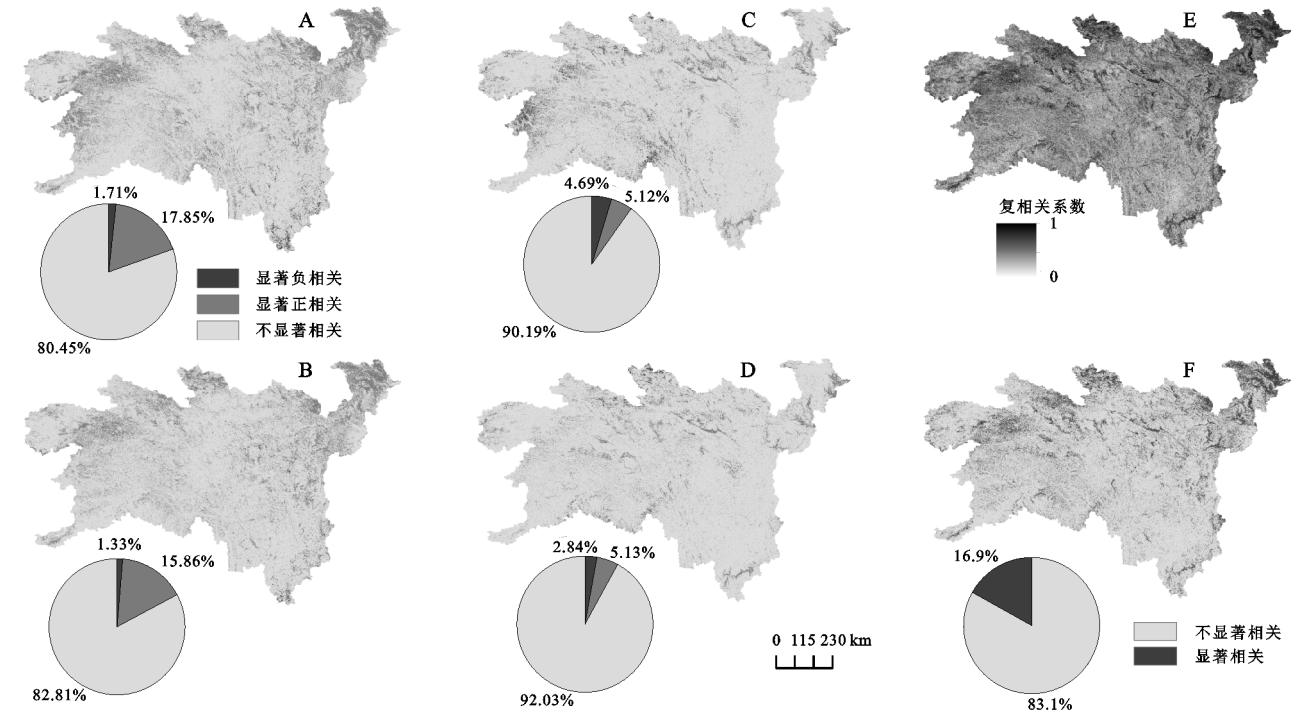 A
1.71%
17.85%
80.45%
显著负相关
显著正相关
不显著相关
C
4.69%
5.12%
90.19%
E
复相关系数
1
0
B
1.33%
15.86%
82.81%
D
2.84%
5.13%
92.03%
0 115 230 km
F
16.9%
83.1%
不显著相关
显著相关